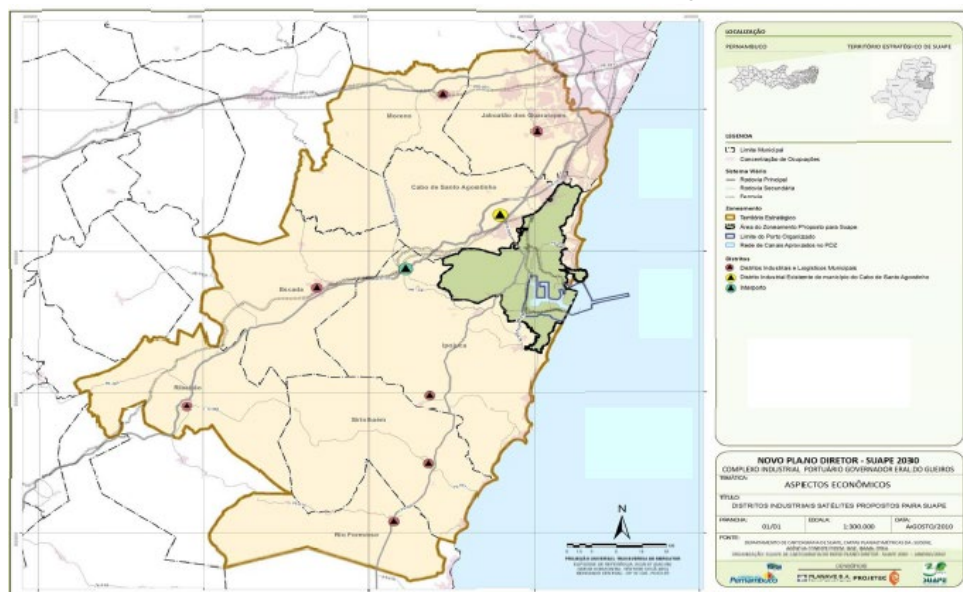 LOCALIZAÇÃO
PERNAMBUCO
TERRITÓRIO ESTRATÉGICO DE SUAPE
LEGENDA
Limite Municipal
Concentração de Ocupações
Sistema Viário
Rodovia Principal
Rodovia Secundária
Ferrovia
Zoneamento
Território Estratégico
Área do Zoneamento Proposto para Suape
Limite do Porto Organizado
Rede de Canais Aprovados no PDZ
Distritos
Distritos Industriais e Logísticos Municipais
Distrito Industrial Existente do município do Cabo de Santo Agostinho
Interporto
Moreno
Jaboatão dos Guararapes
Cabo de Santo Agostinho
Escada
Ipojuca
Ribeirão
Sirinhaém
Rio Formoso
N
NOVO PLANO DIRETOR - SUAPE 2030
COMPLEXO INDUSTRIAL PORTUÁRIO GOVERNADOR ERALDO GUEIROS
TEMÁTICA:
ASPECTOS ECONÔMICOS
TÍTULO:
DISTRITOS INDUSTRIAIS SATÉLITES PROPOSTOS PARA SUAPE
PRANCHA:
01/01
ESCALA:
1:300.000
DATA:
AGOSTO/2010
FONTE:
Pernambuco
PLANAVE S.A.
PROJETEC
SUAPE